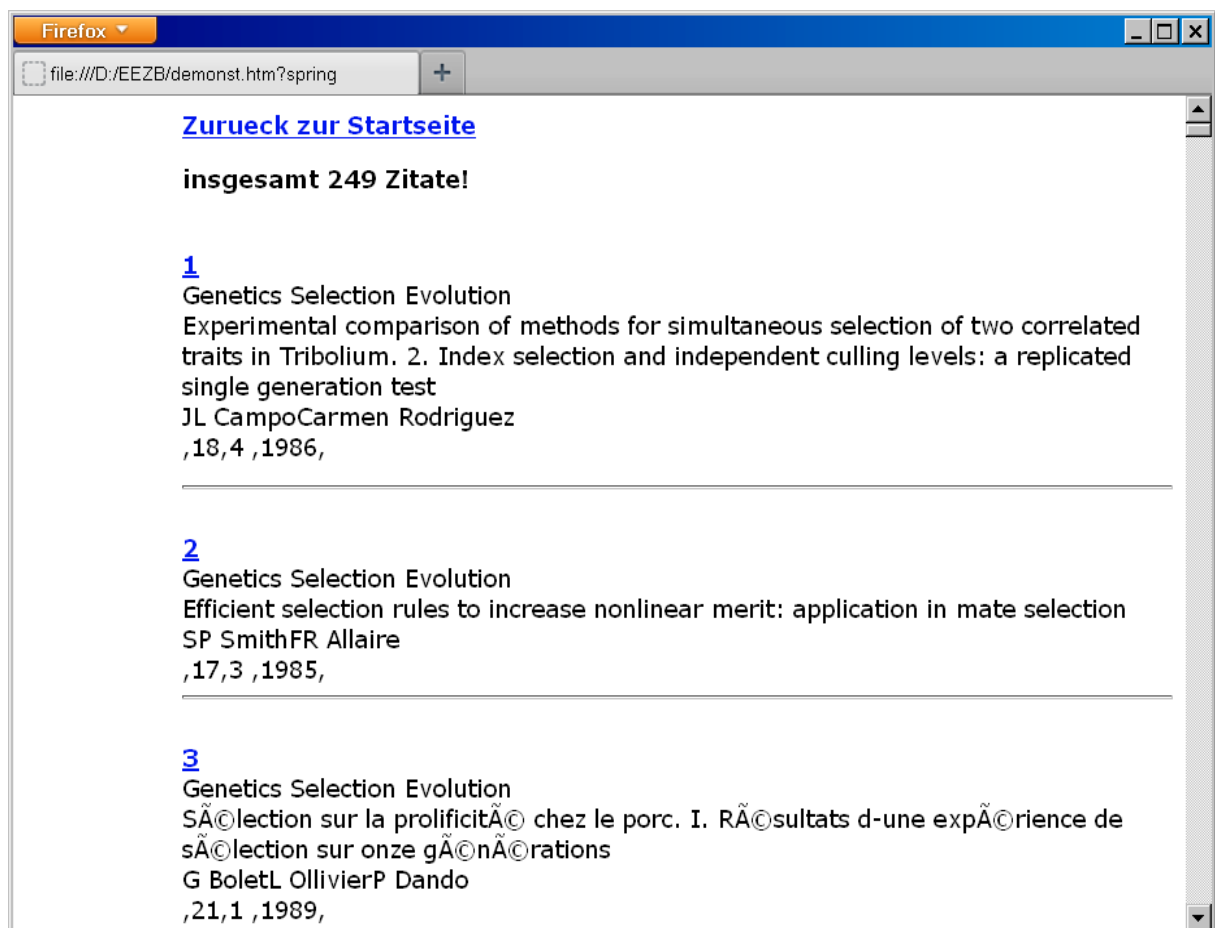 Firefox
file:///D:/EEZB/demonst.htm?spring
Zurueck zur Startseite
insgesamt 249 Zitate!
1
Genetics Selection Evolution
Experimental comparison of methods for simultaneous selection of two correlated
traits in Tribolium. 2. Index selection and independent culling levels: a replicated
single generation test
JL CampoCarmen Rodriguez
,18,4 ,1986,
2
Genetics Selection Evolution
Efficient selection rules to increase nonlinear merit: application in mate selection
SP SmithFR Allaire
,17,3 ,1985,
3
Genetics Selection Evolution
SÃ©lection sur la prolificitÃ© chez le porc. I. RÃ©sultats d-une expÃ©rience de
sÃ©lection sur onze gÃ©nÃ©rations
G BoletL OllivierP Dando
,21,1 ,1989,